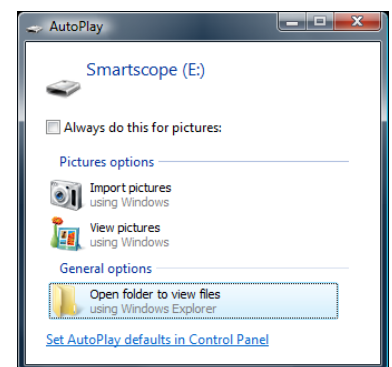 AutoPlay
Smartscope (E:)
Always do this for pictures:
Pictures options
Import pictures
using Windows
View pictures
using Windows
General options
Open folder to view files
using Windows Explorer
Set AutoPlay defaults in Control Panel